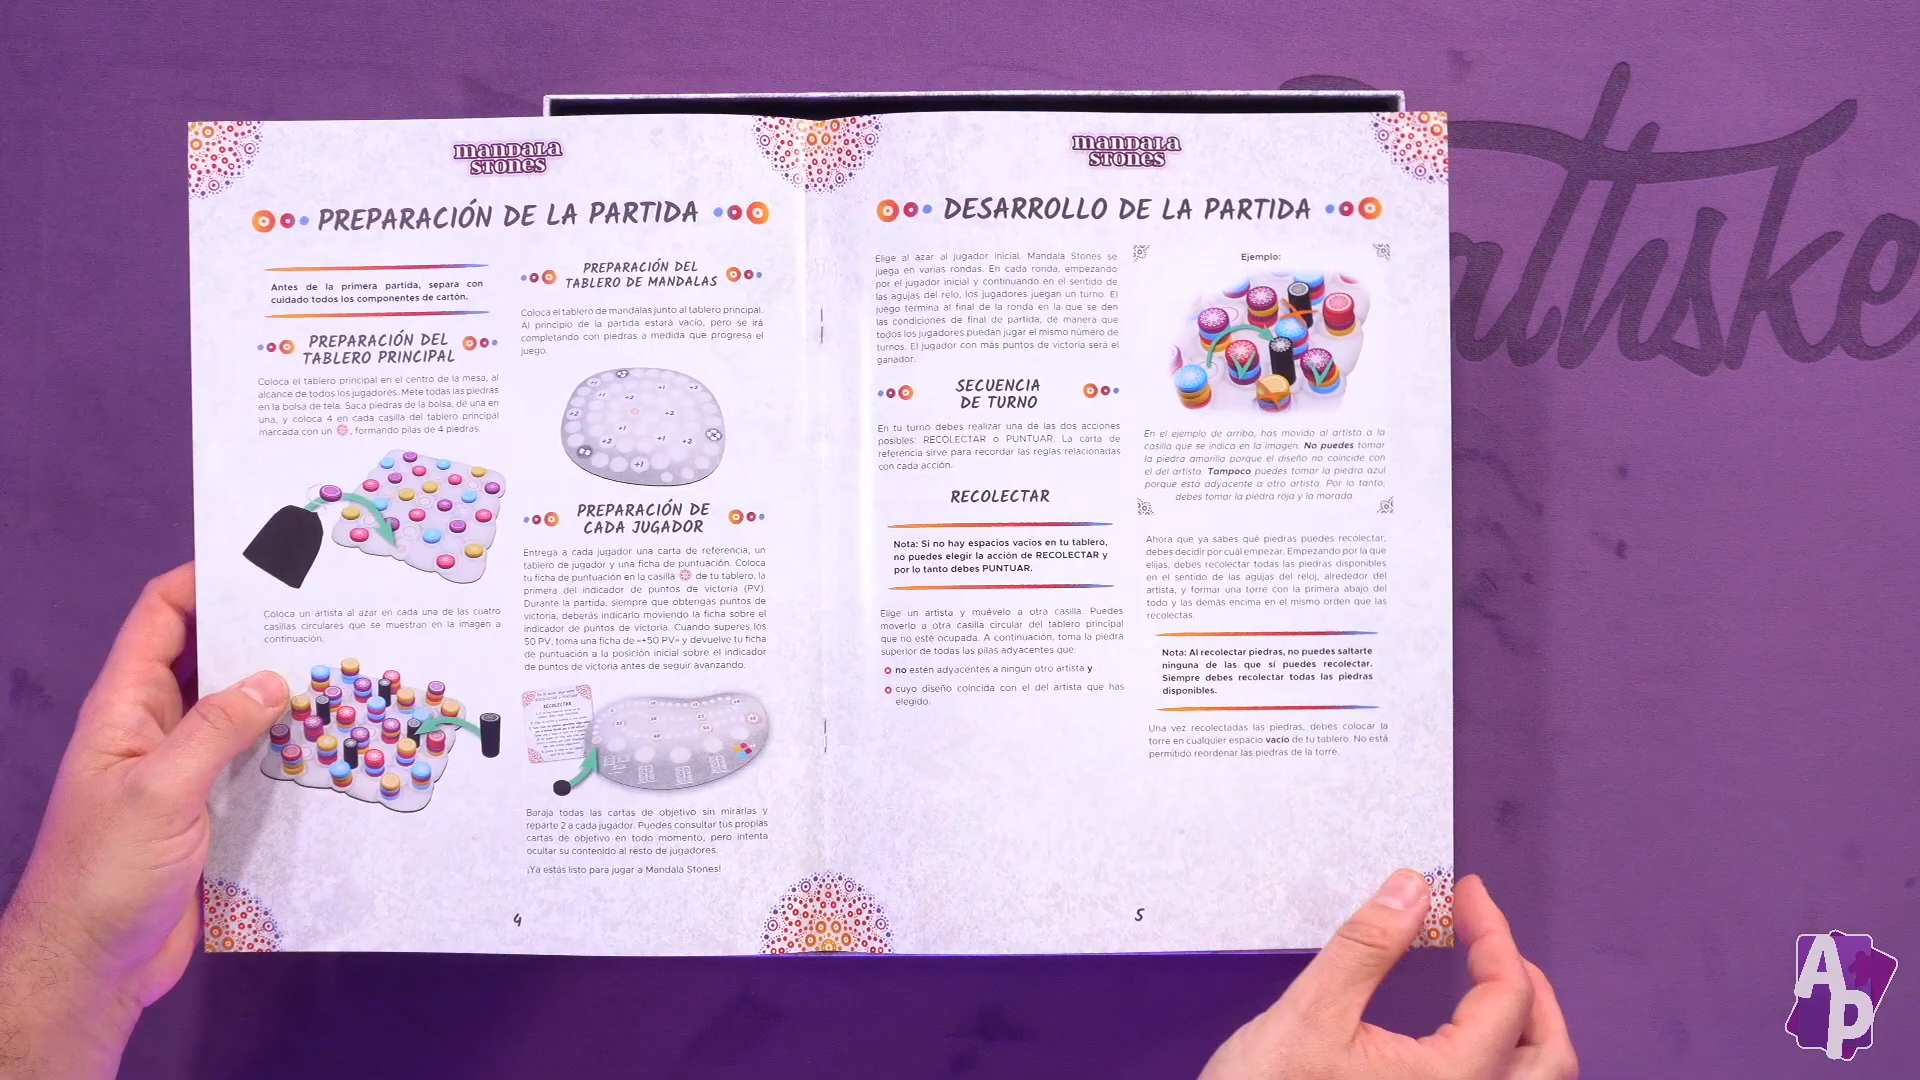 mandala
stones
PREPARACIÓN DE LA PARTIDA
Antes de la primera partida, separa con
cuidado todos los componentes de cartón.
PREPARACIÓN DEL
TABLERO PRINCIPAL
Coloca el tablero principal en el centro de la mesa, al
alcance de todos los jugadores. Mete todas las piedras
en la bolsa de tela. Saca piedras de la bolsa, de una en
una, y coloca 4 en cada casilla del tablero principal
marcada con un , formando pilas de 4 piedras.
Coloca un artista al azar en cada una de las cuatro
casillas circulares que se muestran en la imagen a
continuación.
PREPARACIÓN DEL
TABLERO DE MANDALAS
Coloca el tablero de mandalas junto al tablero principal.
Al principio de la partida estará vacío, pero se irá
completando con piedras a medida que progresa el
juego.
PREPARACIÓN DE
CADA JUGADOR
Entrega a cada jugador una carta de referencia, un
tablero de jugador y una ficha de puntuación. Coloca
tu ficha de puntuación en la casilla de tu tablero, la
primera del indicador de puntos de victoria (PV).
Durante la partida, siempre que obtengas puntos de
victoria, deberás indicarlo moviendo la ficha sobre el
indicador de puntos de victoria. Cuando superes los
50 PV, toma una ficha de «+50 PV» y devuelve tu ficha
de puntuación a la posición inicial sobre el indicador
de puntos de victoria antes de seguir avanzando.
RECOLECTAR
Baraja todas las cartas de objetivo sin mirarlas y
reparte 2 a cada jugador. Puedes consultar tus propias
cartas de objetivo en todo momento, pero intenta
ocultar su contenido al resto de jugadores.
¡Ya estás listo para jugar a Mandala Stones!
4
mandala
stones
DESARROLLO DE LA PARTIDA
Elige al azar al jugador inicial. Mandala Stones se
juega en varias rondas. En cada ronda, empezando
por el jugador inicial y continuando en el sentido de
las agujas del relo, los jugadores juegan un turno. El
juego termina al final de la ronda en la que se den
las condiciones de final de partida, de manera que
todos los jugadores puedan jugar el mismo número de
turnos. El jugador con más puntos de victoria será el
ganador.
SECUENCIA
DE TURNO
En tu turno debes realizar una de las dos acciones
posibles: RECOLECTAR o PUNTUAR. La carta de
referencia sirve para recordar las reglas relacionadas
con cada acción.
RECOLECTAR
Nota: Si no hay espacios vacíos en tu tablero,
no puedes elegir la acción de RECOLECTAR y
por lo tanto debes PUNTUAR.
Elige un artista y muévelo a otra casilla. Puedes
moverlo a otra casilla circular del tablero principal
que no esté ocupada. A continuación, toma la piedra
superior de todas las pilas adyacentes que:
no estén adyacentes a ningún otro artista y
cuyo diseño coincida con el del artista que has
elegido.
Ejemplo:
En el ejemplo de arriba, has movido al artista a la
casilla que se indica en la imagen. No puedes tomar
la piedra amarilla porque el diseño no coincide con
el del artista. Tampoco puedes tomar la piedra azul
porque está adyacente a otro artista. Por lo tanto,
debes tomar la piedra roja y la morada.
Ahora que ya sabes qué piedras puedes recolectar,
debes decidir por cuál empezar. Empezando por la que
elijas, debes recolectar todas las piedras disponibles
en el sentido de las agujas del reloj, alrededor del
artista, y formar una torre con la primera abajo del
todo y las demás encima en el mismo orden que las
recolectas.
Nota: Al recolectar piedras, no puedes saltarte
ninguna de las que sí puedes recolectar.
Siempre debes recolectar todas las piedras
disponibles.
Una vez recolectadas las piedras, debes colocar la
torre en cualquier espacio vacío de tu tablero. No está
permitido reordenar las piedras de la torre.
5
AP